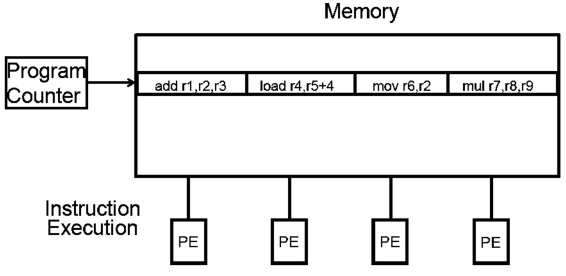 Memory
Program
Counter
add r1,r2,r3
load r4,r5+4
mov r6,r2
mul r7,r8,r9
Instruction
Execution
PE
PE
PE
PE